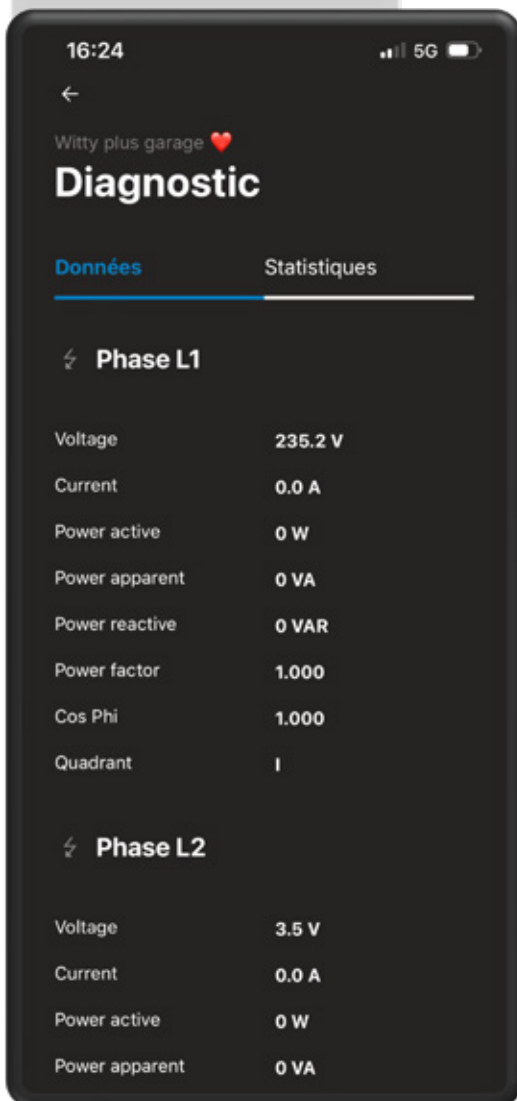 16:24 5G
Witty plus garage ❤️
Diagnostic
Données Statistiques
Phase L1
Voltage 235.2 V
Current 0.0 A
Power active 0 W
Power apparent 0 VA
Power reactive 0 VAR
Power factor 1.000
Cos Phi 1.000
Quadrant I
Phase L2
Voltage 3.5 V
Current 0.0 A
Power active 0 W
Power apparent 0 VA